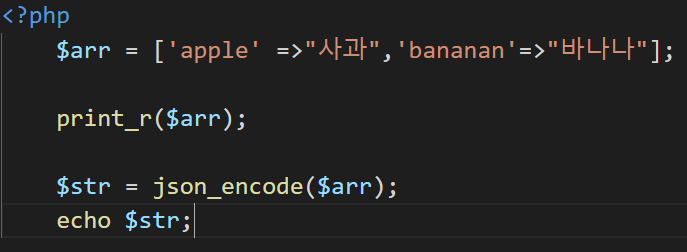 <?php
$arr = ['apple' =>"사과",'bananan'=>"바나나"];
print_r($arr);
$str = json_encode($arr);
echo $str;